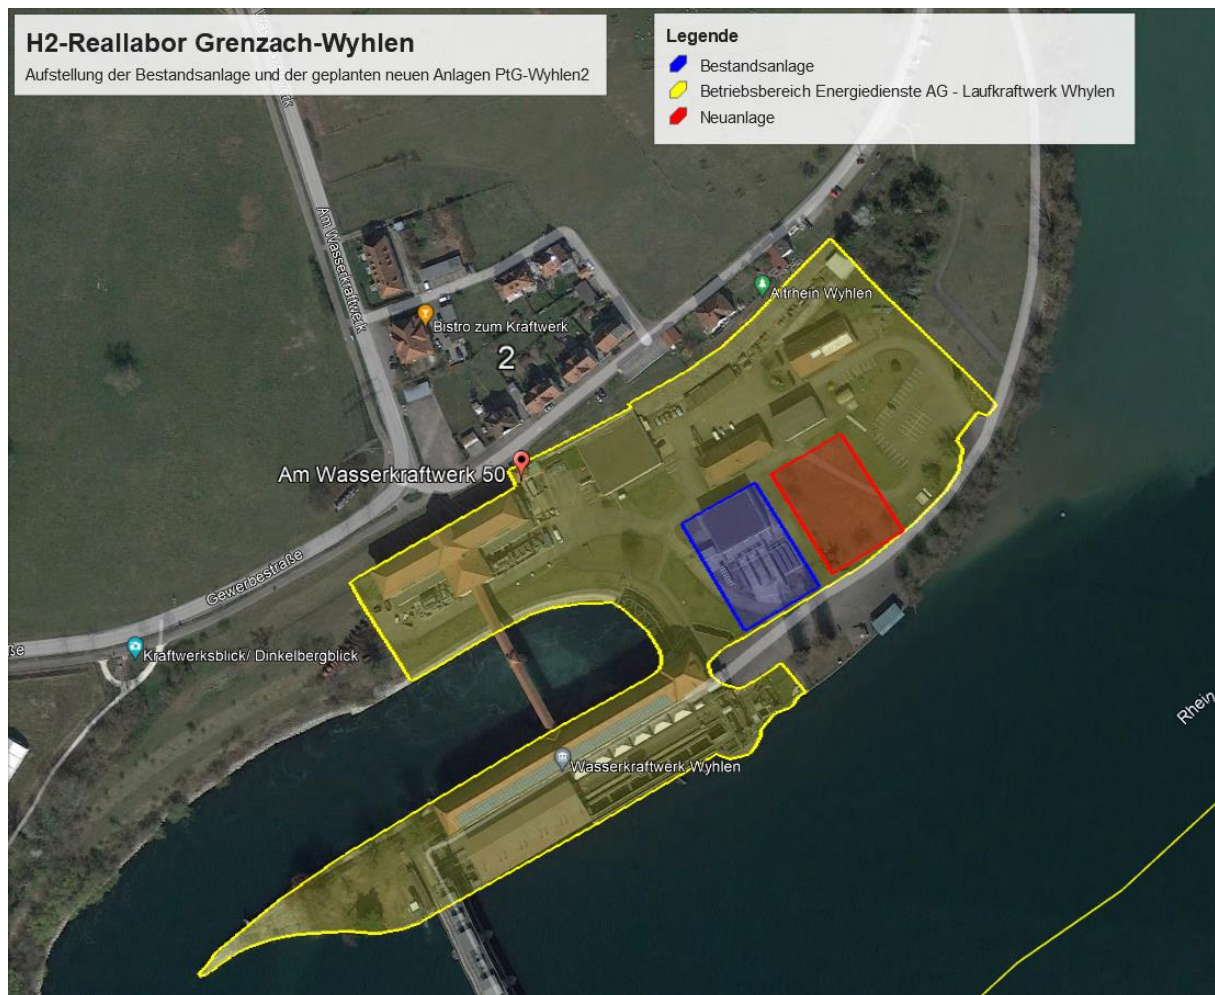 H2-Reallabor Grenzach-Wyhlen
Aufstellung der Bestandsanlage und der geplanten neuen Anlagen PtG-Wyhlen2
Legende
Bestandsanlage
Betriebsbereich Energiedienste AG - Laufkraftwerk Whylen
Neuanlage
Am Wasserkraftwerk
Altrhein Wyhlen
Bistro zum Kraftwerk
2
Am Wasserkraftwerk 50
Gewerbestraße
Kraftwerksblick/ Dinkelbergblick
Rhein
Wasserkraftwerk Wyhlen